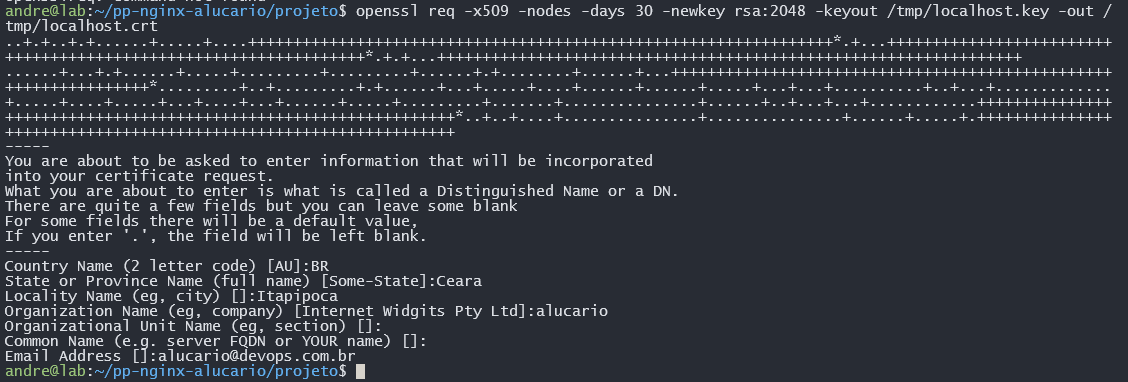 andre@lab:~/pp-nginx-alucario/projeto$ openssl req -x509 -nodes -days 30 -newkey rsa:2048 -keyout /tmp/localhost.key -out /
tmp/localhost.crt
-----
You are about to be asked to enter information that will be incorporated
into your certificate request.
What you are about to enter is what is called a Distinguished Name or a DN.
There are quite a few fields but you can leave some blank
For some fields there will be a default value,
If you enter '.', the field will be left blank.
-----
Country Name (2 letter code) [AU]:BR
State or Province Name (full name) [Some-State]:Ceara
Locality Name (eg, city) []:Itapipoca
Organization Name (eg, company) [Internet Widgits Pty Ltd]:alucario
Organizational Unit Name (eg, section) []:
Common Name (e.g. server FQDN or YOUR name) []:
Email Address []:alucario@devops.com.br
andre@lab:~/pp-nginx-alucario/projeto$